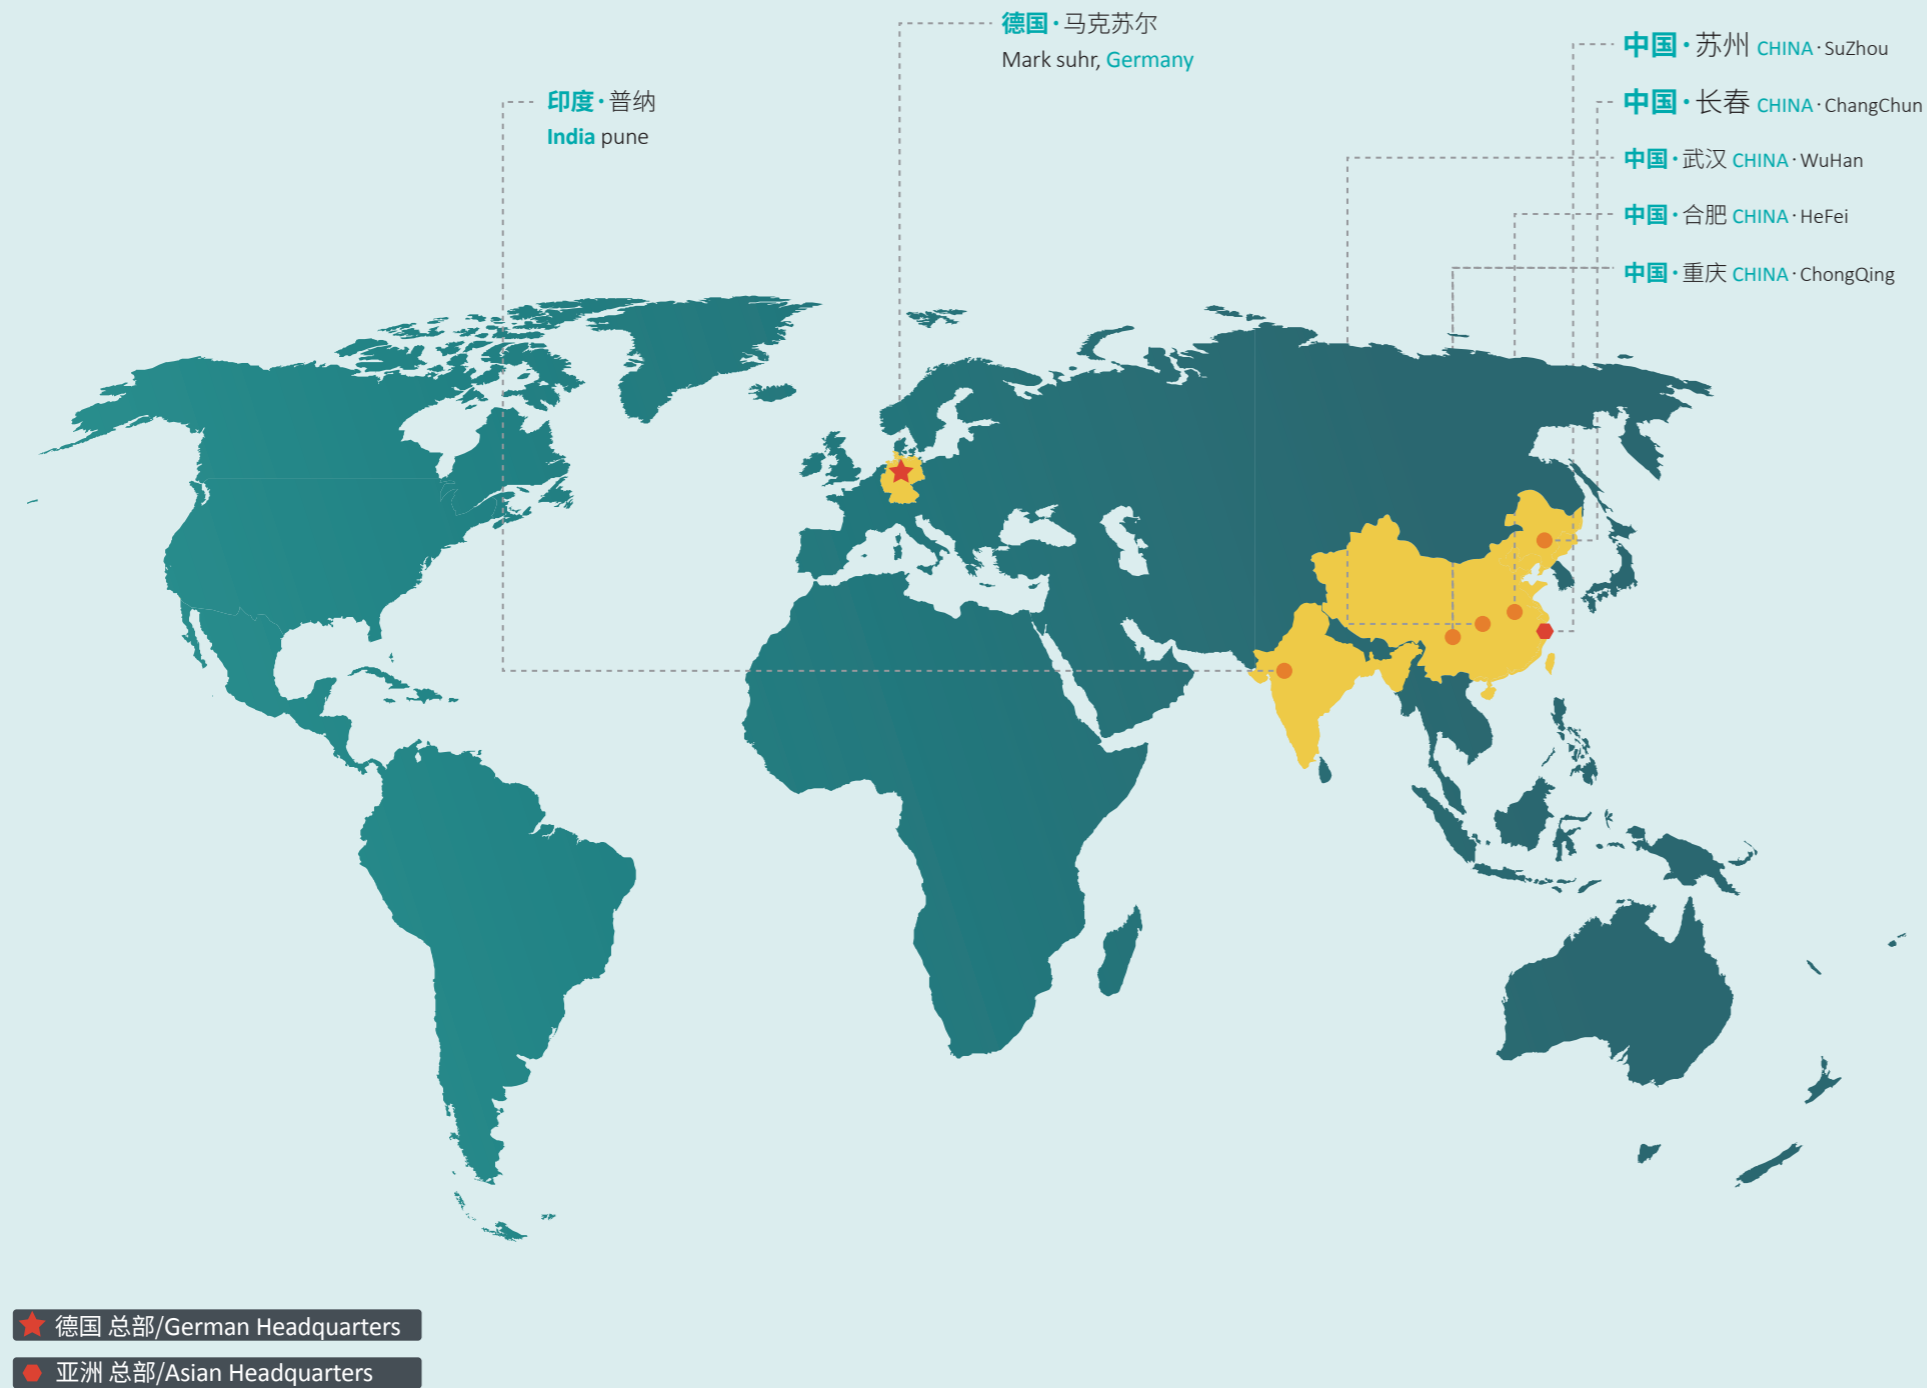 德国·马克苏尔
Mark suhr, Germany
印度·普纳
India pune
中国·苏州 CHINA·SuZhou
中国·长春 CHINA·ChangChun
中国·武汉 CHINA·WuHan
中国·合肥 CHINA·HeFei
中国·重庆 CHINA·ChongQing
德国 总部/German Headquarters
亚洲 总部/Asian Headquarters